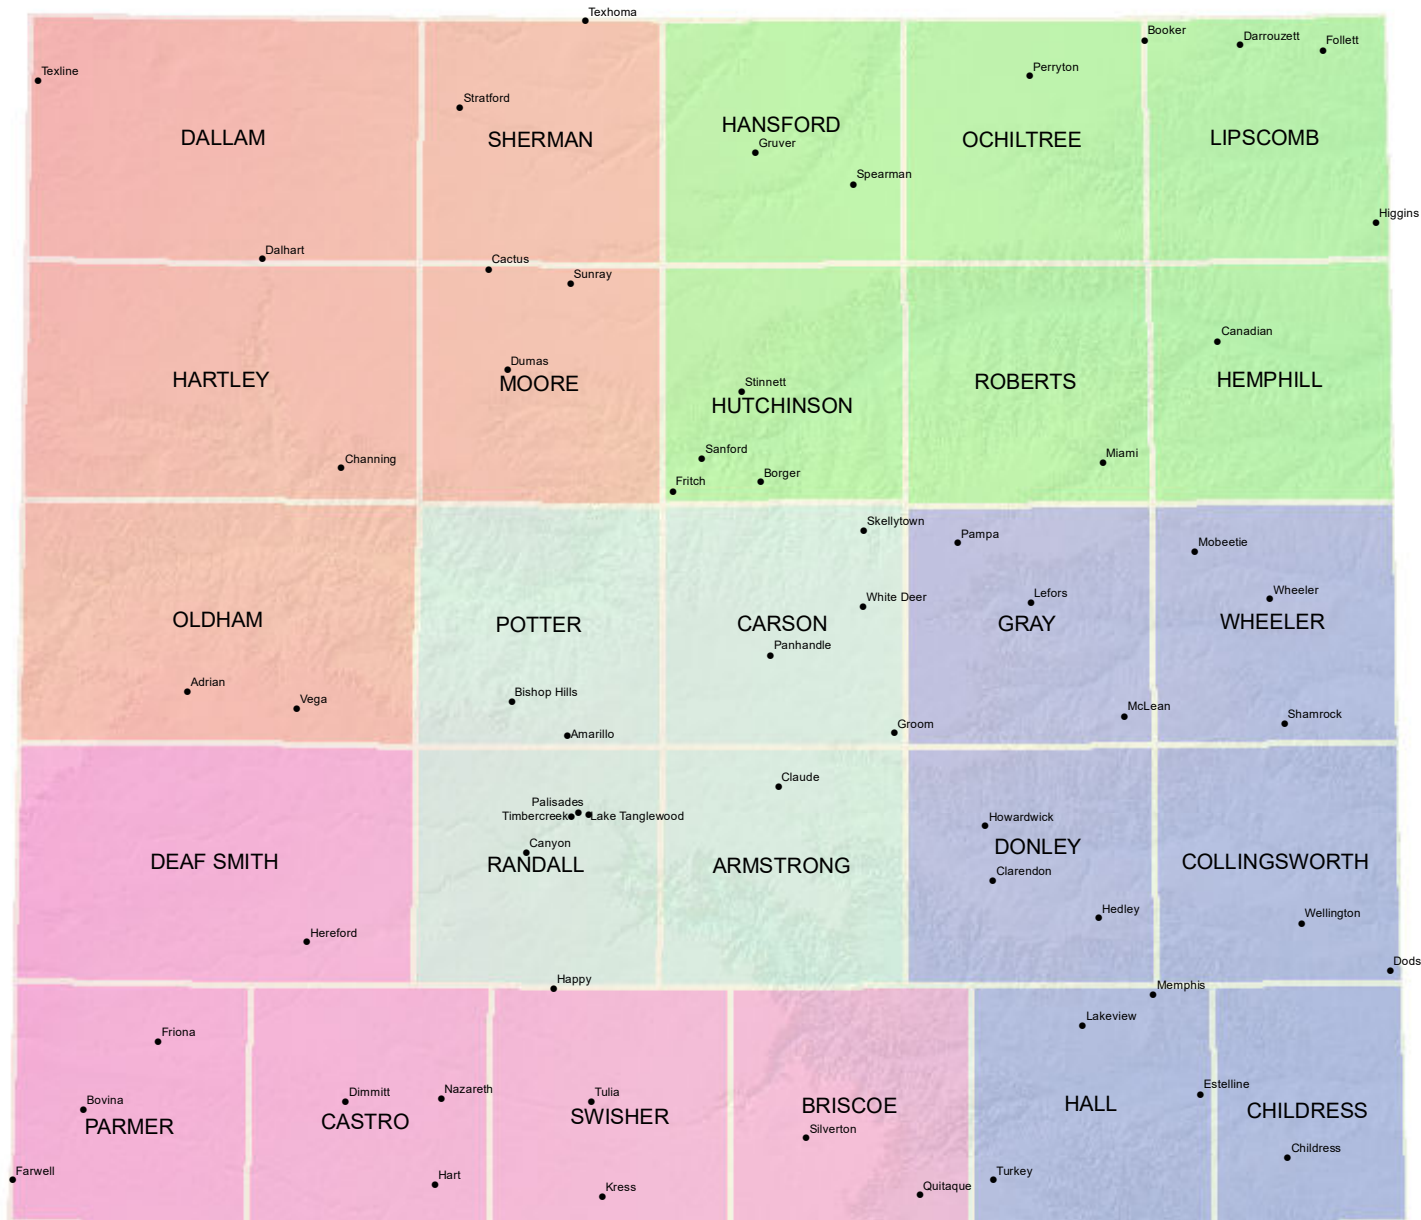 Texhoma
Booker
Darrouzett
Follett
Texline
Perryton
Stratford
DALLAM
SHERMAN
HANSFORD
Gruver
OCHILTREE
LIPSCOMB
Spearman
Higgins
Dalhart
Cactus
Sunray
Canadian
Dumas
HARTLEY
MOORE
Stinnett
HUTCHINSON
ROBERTS
HEMPHILL
Channing
Sanford
Borger
Fritch
Miami
Skellytown
Pampa
Mobeetie
White Deer
Lefors
Wheeler
OLDHAM
POTTER
CARSON
GRAY
WHEELER
Panhandle
Adrian
Vega
Bishop Hills
McLean
Shamrock
Amarillo
Groom
Claude
Palisades
Timbercreek
Lake Tanglewood
Howardwick
Canyon
DEAF SMITH
RANDALL
ARMSTRONG
DONLEY
COLLINGSWORTH
Clarendon
Hedley
Wellington
Hereford
Dods
Happy
Memphis
Lakeview
Friona
Bovina
Dimmitt
Nazareth
Tulia
Estelline
PARMER
CASTRO
SWISHER
BRISCOE
HALL
CHILDRESS
Silverton
Childress
Farwell
Hart
Kress
Quitaque
Turkey